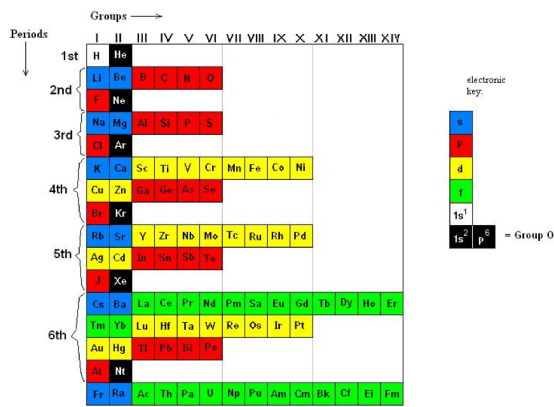 Groups
Periods
I II III IV V VI VII VIII IX X XI XII XIII XIV
1st H He
2nd Li Be B C N O
F Ne
3rd Na Mg Al Si P S
Cl Ar
4th K Ca Sc Ti V Cr Mn Fe Co Ni
Cu Zn Ga Ge As Se
Br Kr
5th Rb Sr Y Zr Nb Mo Tc Ru Rh Pd
Ag Cd In Sn Sb Te
J Xe
6th Cs Ba La Ce Pr Nd Pm Sa Eu Gd Tb Dy Ho Er
Tm Yb Lu Hf Ta W Re Os Ir Pt
Au Hg Tl Pb Bi Po
At Nt
Fr Ra Ac Th Pa U Np Pu Am Cm Bk Cf Ei Fm
electronic
key:
s
p
d
f
1s1
1s2 p6 = Group 0